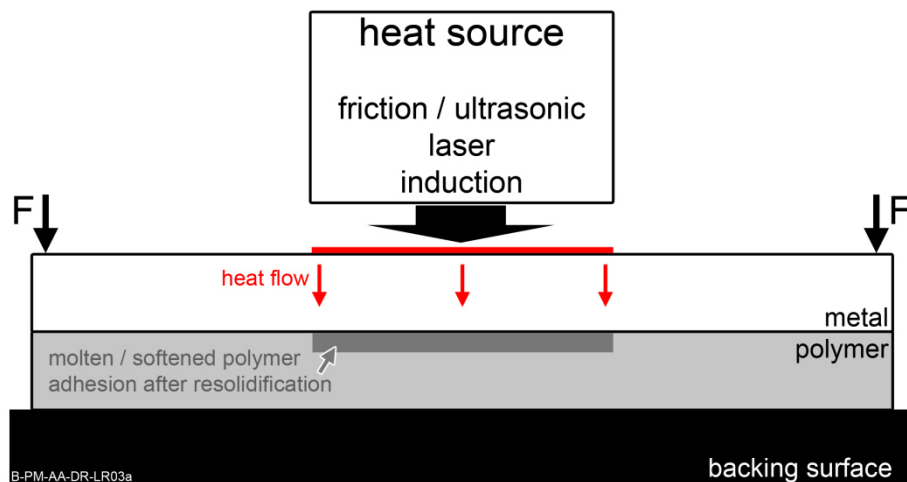 heat source
friction / ultrasonic
laser
induction
F
F
heat flow
metal
polymer
molten / softened polymer
adhesion after resolidification
backing surface
B-PM-AA-DR-LR03a